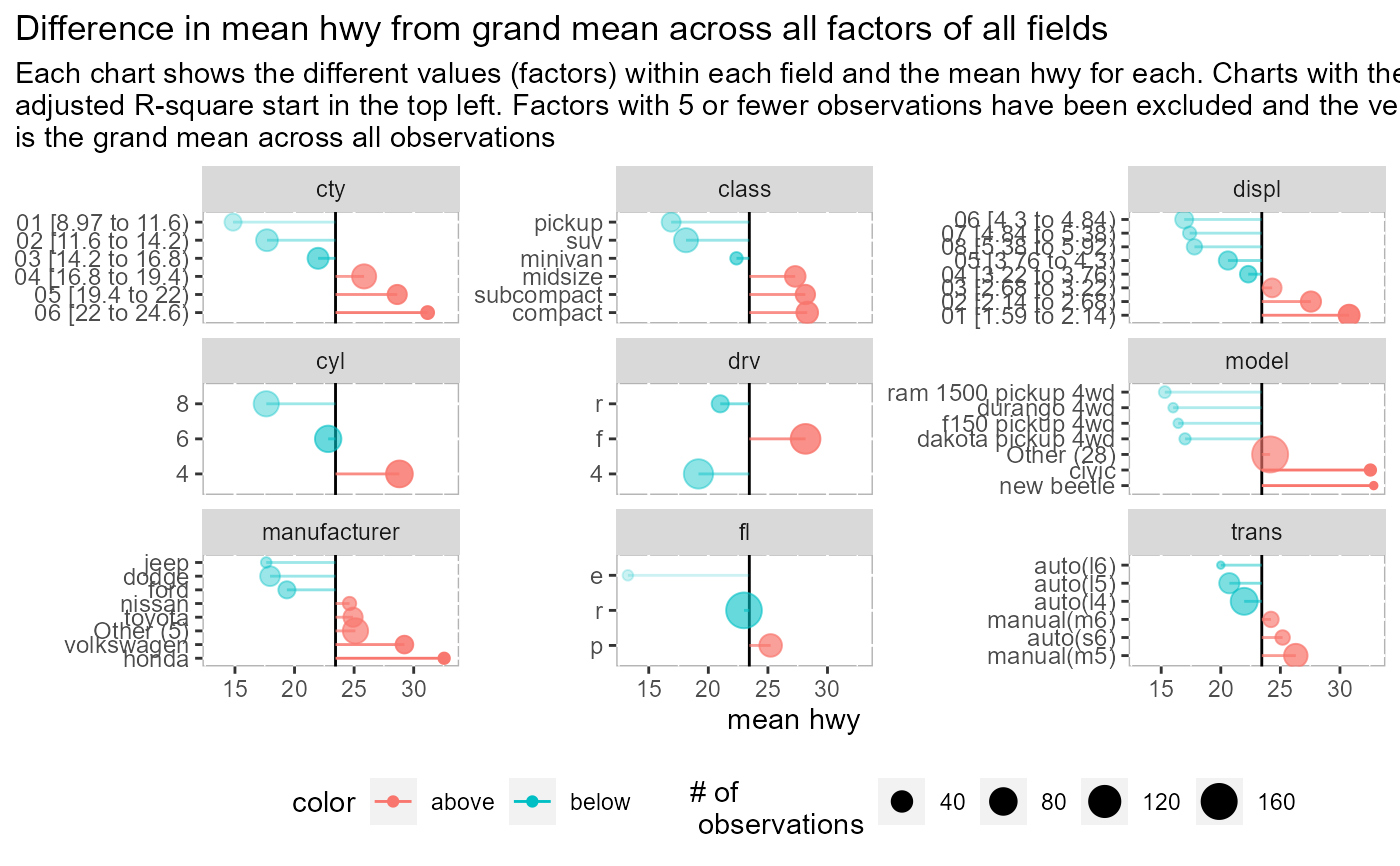 Difference in mean hwy from grand mean across all factors of all fields
Each chart shows the different values (factors) within each field and the mean hwy for each. Charts with the
adjusted R-square start in the top left. Factors with 5 or fewer observations have been excluded and the ve
is the grand mean across all observations
cty
01 [8.97 to 11.6)
02 [11.6 to 14.2)
03 [14.2 to 16.8)
04 [16.8 to 19.4)
05 [19.4 to 22)
06 [22 to 24.6)
class
pickup
suv
minivan
midsize
subcompact
compact
displ
06 [4.3 to 4.84)
07 [4.84 to 5.38)
08 [5.38 to 5.92)
05 [3.76 to 4.3)
04 [3.22 to 3.76)
03 [2.68 to 3.22)
02 [2.14 to 2.68)
01 [1.59 to 2.14)
cyl
8
6
4
drv
r
f
4
model
ram 1500 pickup 4wd
durango 4wd
f150 pickup 4wd
dakota pickup 4wd
Other (28)
civic
new beetle
manufacturer
jeep
dodge
ford
nissan
toyota
Other (5)
volkswagen
honda
15 20 25 30
fl
e
r
p
15 20 25 30
trans
auto(l6)
auto(l5)
auto(l4)
manual(m6)
auto(s6)
manual(m5)
15 20 25 30
mean hwy
color above below
# of
observations 40 80 120 160